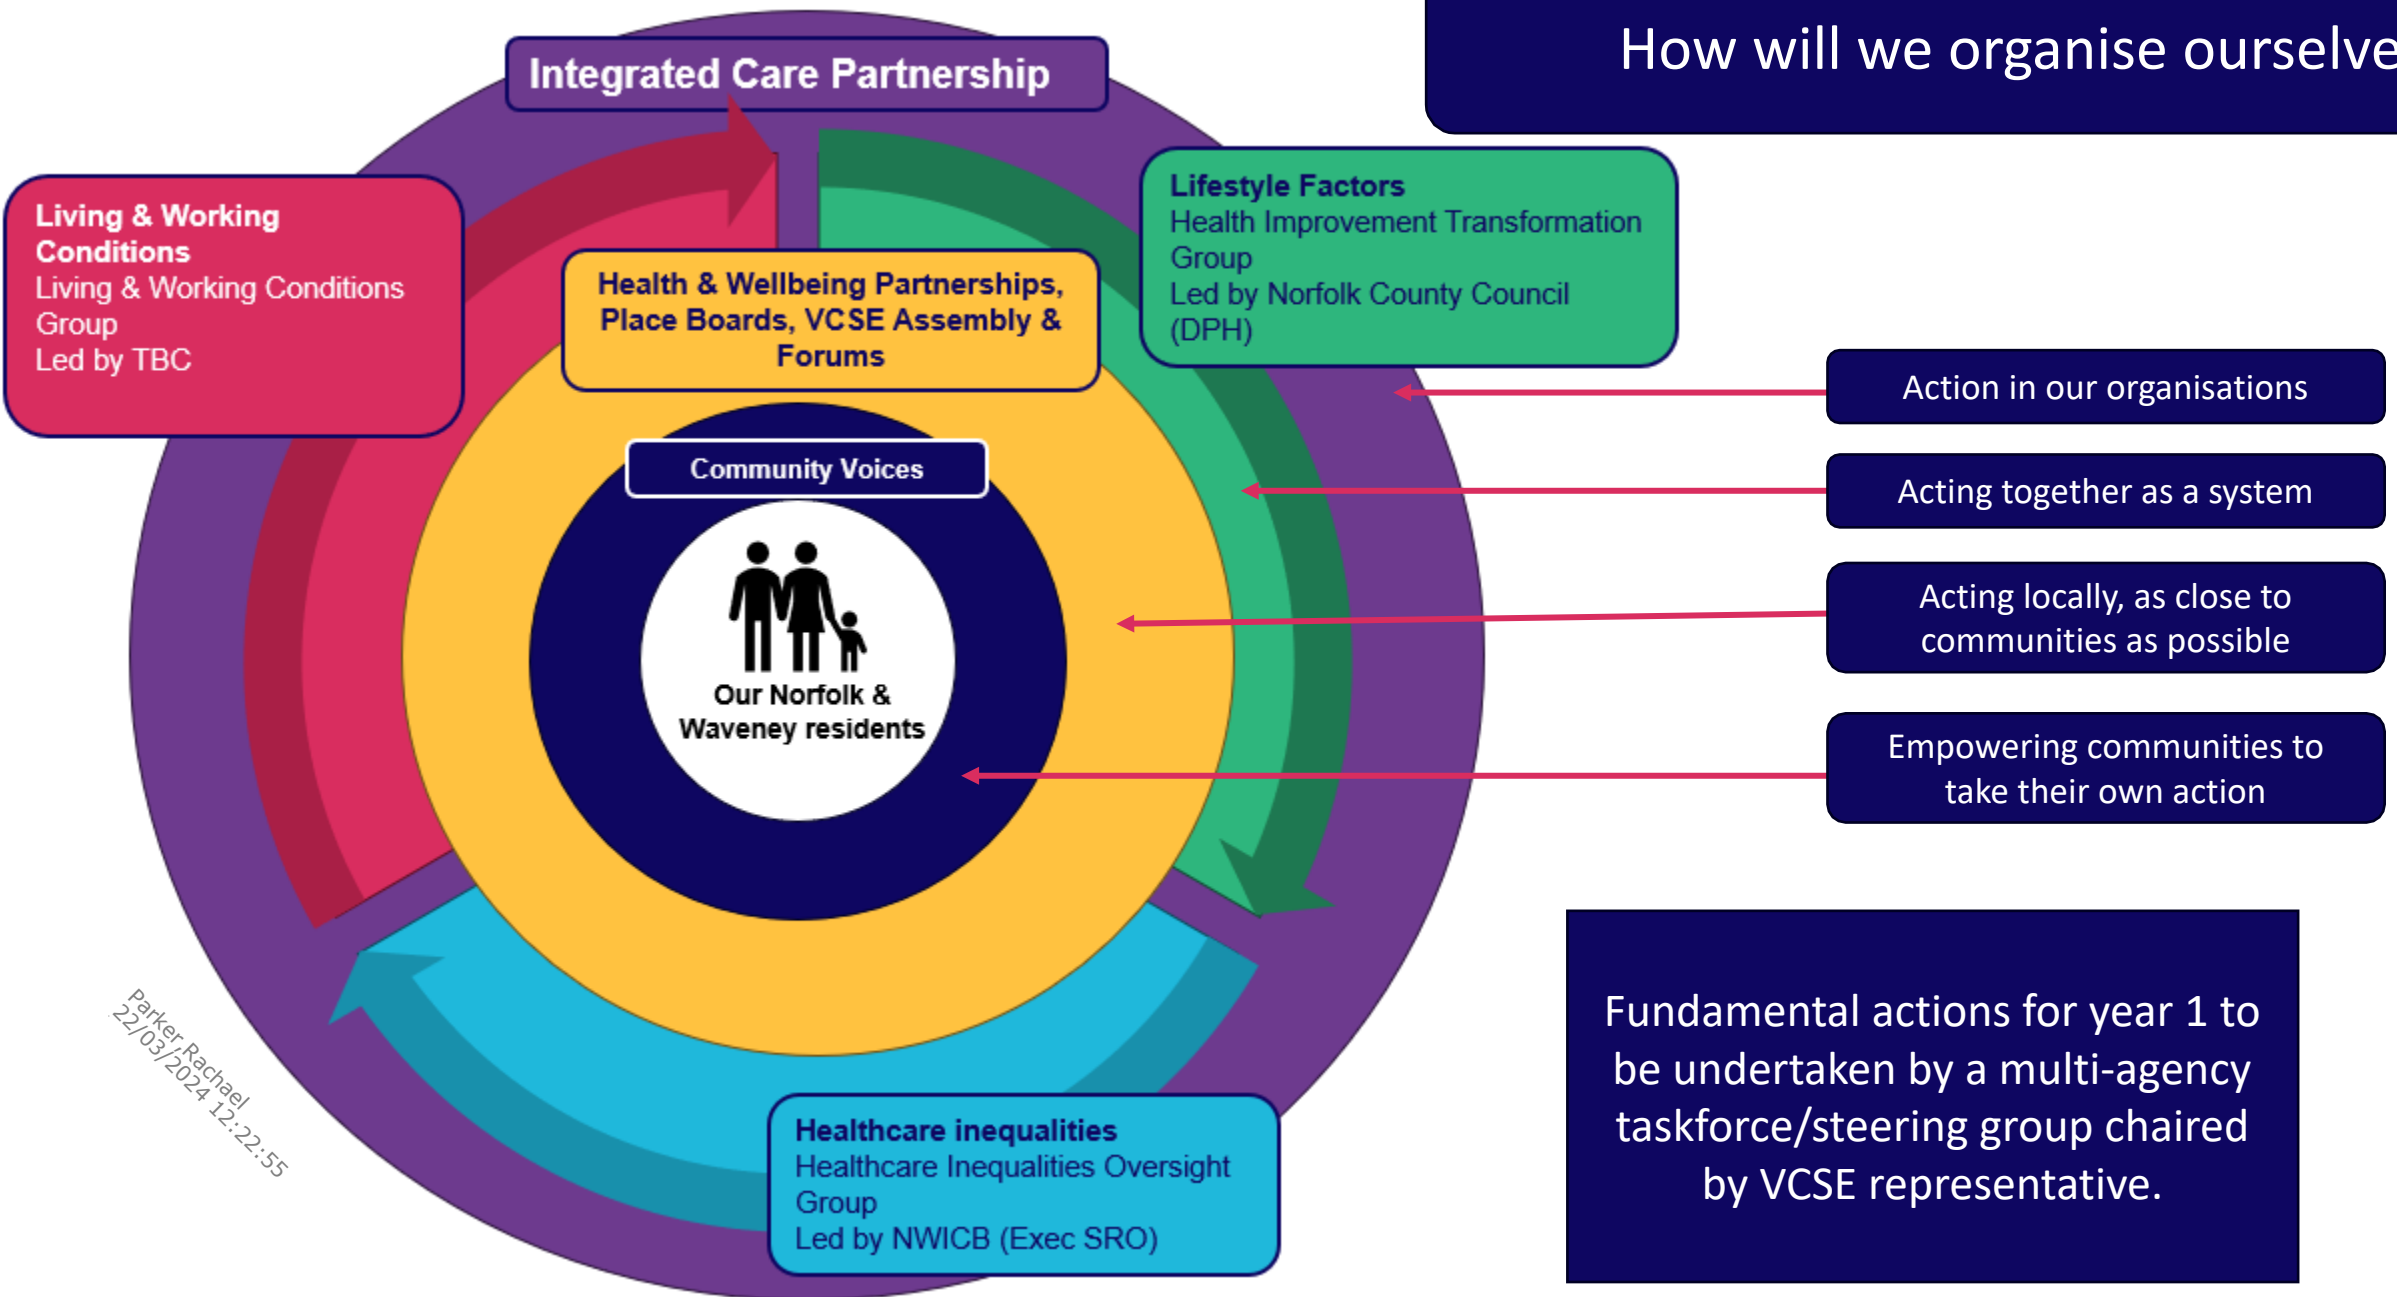 How will we organise ourselve
Integrated Care Partnership
Living & Working
Conditions
Living & Working Conditions
Group
Led by TBC
Lifestyle Factors
Health Improvement Transformation
Group
Led by Norfolk County Council
(DPH)
Health & Wellbeing Partnerships,
Place Boards, VCSE Assembly &
Forums
Community Voices
Our Norfolk &
Waveney residents
Action in our organisations
Acting together as a system
Acting locally, as close to
communities as possible
Empowering communities to
take their own action
Healthcare inequalities
Healthcare Inequalities Oversight
Group
Led by NWICB (Exec SRO)
Fundamental actions for year 1 to
be undertaken by a multi-agency
taskforce/steering group chaired
by VCSE representative.
Parker,Rachael
22/03/2024 12:22:55